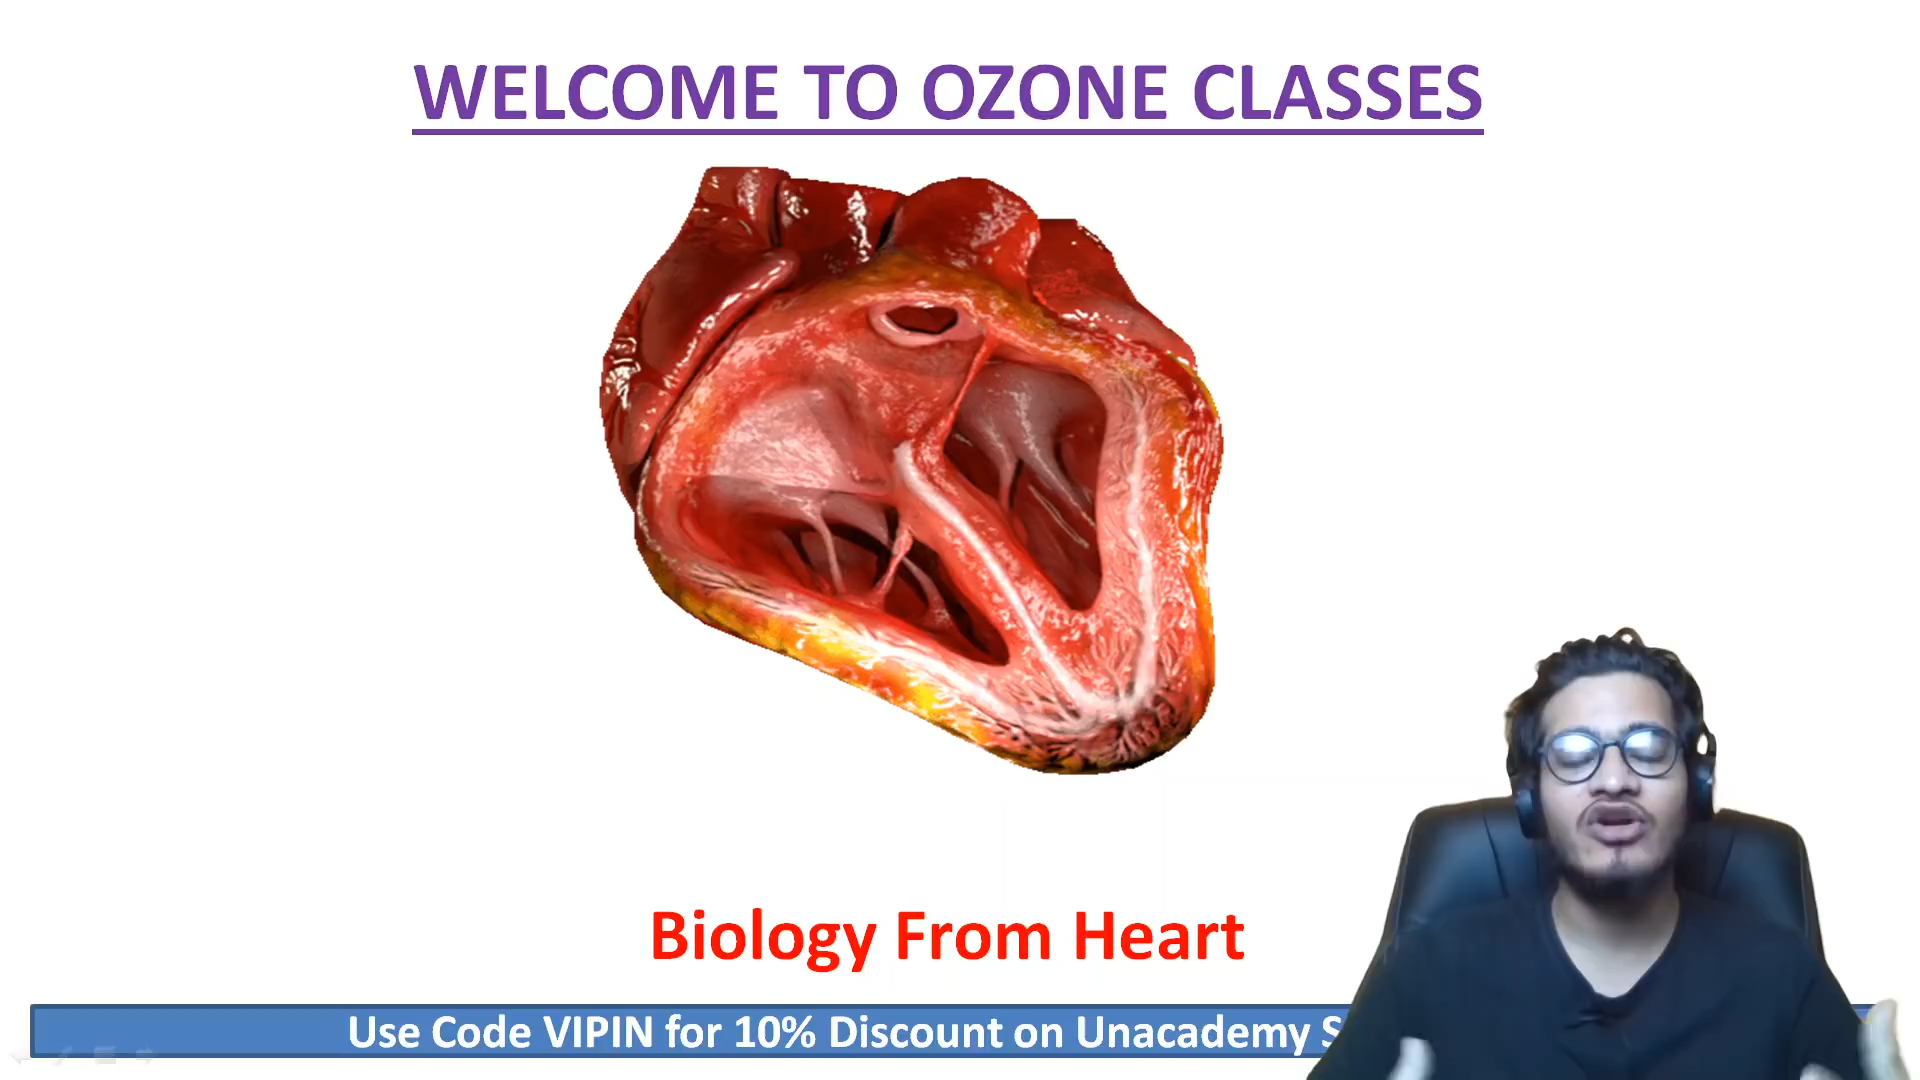 WELCOME TO OZONE CLASSES
Biology From Heart
Use Code VIPIN for 10% Discount on Unacademy